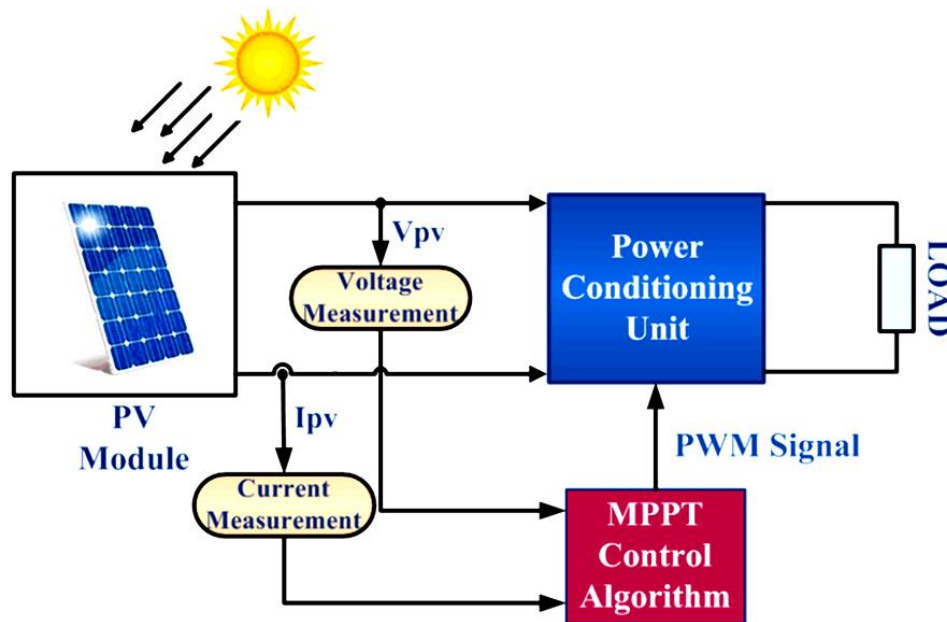 Vpv
Voltage
Measurement
Power
Conditioning
Unit
LOAD
PV
Module
Ipv
Current
Measurement
PWM Signal
MPPT
Control
Algorithm